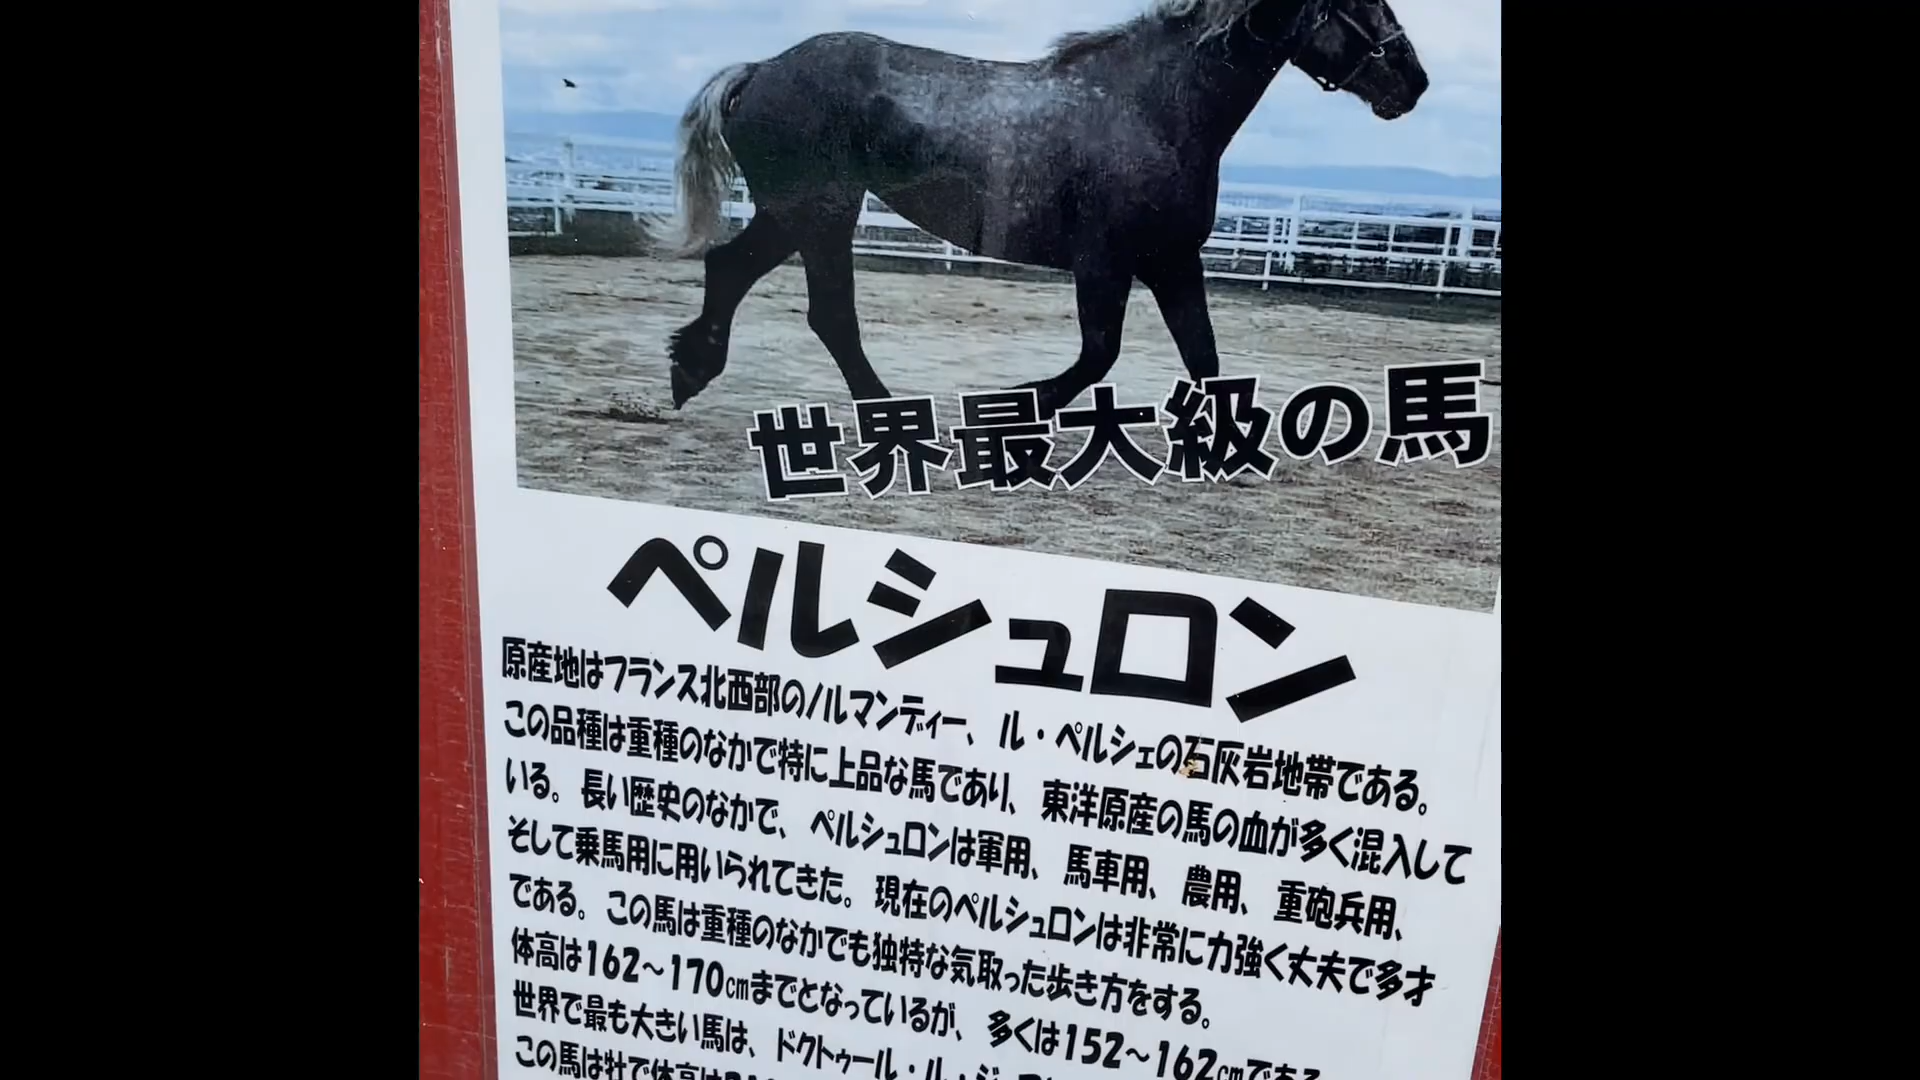 世界最大級の馬
ペルシュロン
原産地はフランス北西部のノルマンディー、ル・ペルシェの石灰岩地帯である。
この品種は重種のなかで特に上品な馬であり、東洋原産の馬の血が多く混入して
いる。長い歴史のなかで、ペルシュロンは軍用、馬車用、農用、重砲兵用、
そして乗馬用に用いられてきた。現在のペルシュロンは非常に力強く丈夫で多才
である。この馬は重種のなかでも独特な気取った歩き方をする。
体高は162～170㎝までとなっているが、多くは152～162㎝である
世界で最も大きい馬は、ドクトゥール・ル・
この馬は牡で体高は